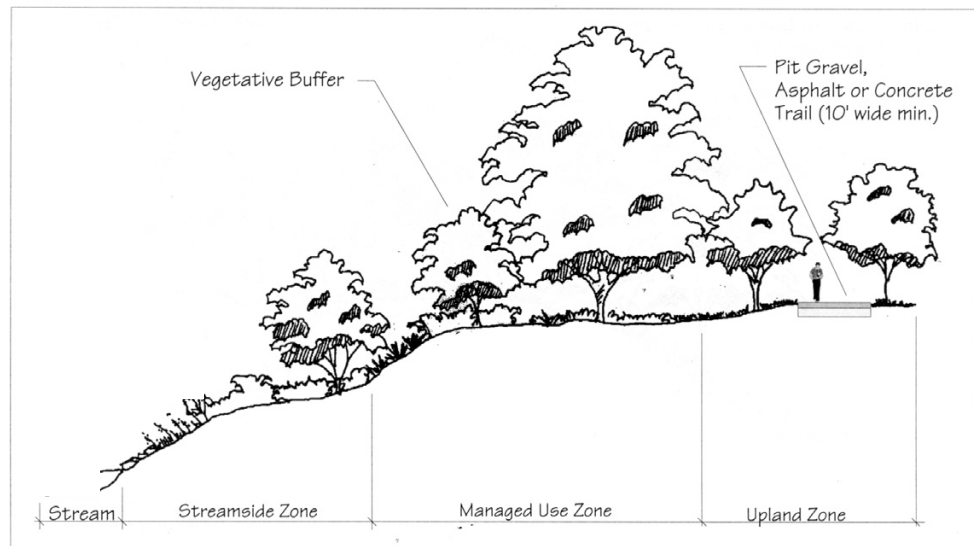 Vegetative Buffer
Pit Gravel,
Asphalt or Concrete
Trail (10' wide min.)
Stream
Streamside Zone
Managed Use Zone
Upland Zone